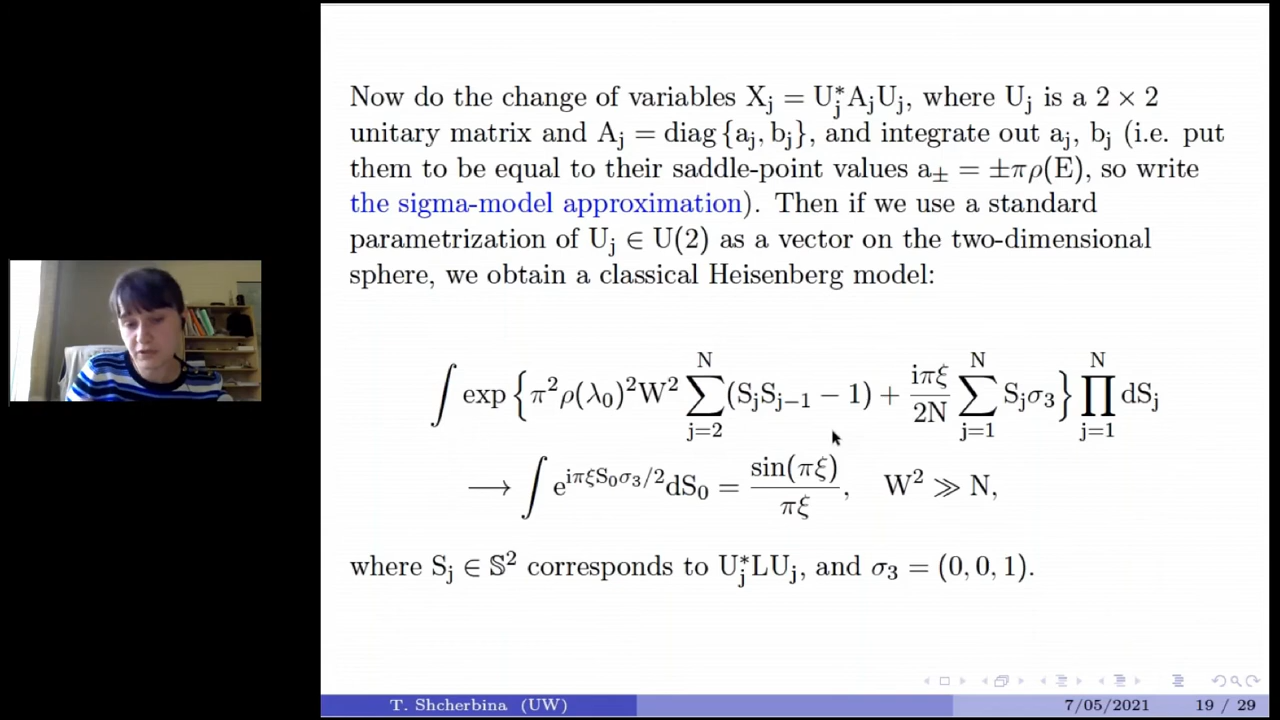 Now do the change of variables Xⱼ = Uⱼ*AⱼUⱼ, where Uⱼ is a 2 × 2
unitary matrix and Aⱼ = diag {aⱼ, bⱼ}, and integrate out aⱼ, bⱼ (i.e. put
them to be equal to their saddle-point values a± = ±πρ(E), so write
the sigma-model approximation). Then if we use a standard
parametrization of Uⱼ ∈ U(2) as a vector on the two-dimensional
sphere, we obtain a classical Heisenberg model:
∫ exp { π²ρ(λ₀)²W² ∑_{j=2}^{N} (SⱼSⱼ₋₁ − 1) + \frac{iπξ}{2N} ∑_{j=1}^{N} Sⱼσ₃ } ∏_{j=1}^{N} dSⱼ
⟶ ∫ e^{iπξS₀σ₃/2} dS₀ = \frac{sin(πξ)}{πξ}, W² ≫ N,
where Sⱼ ∈ 𝕊² corresponds to Uⱼ*LUⱼ, and σ₃ = (0, 0, 1).
T. Shcherbina (UW) 7/05/2021 19 / 29